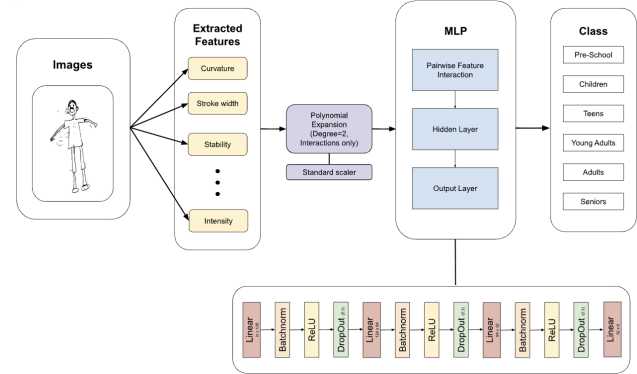 Images
Extracted
Features
Curvature
Stroke width
Stability
Intensity
Polynomial
Expansion
(Degree=2,
Interactions only)
Standard scaler
MLP
Pairwise Feature
Interaction
Hidden Layer
Output Layer
Class
Pre-School
Children
Teens
Young Adults
Adults
Seniors
Linear
Batchnorm
ReLU
DropOut
Linear
Batchnorm
ReLU
DropOut
Linear
Batchnorm
ReLU
DropOut
Linear